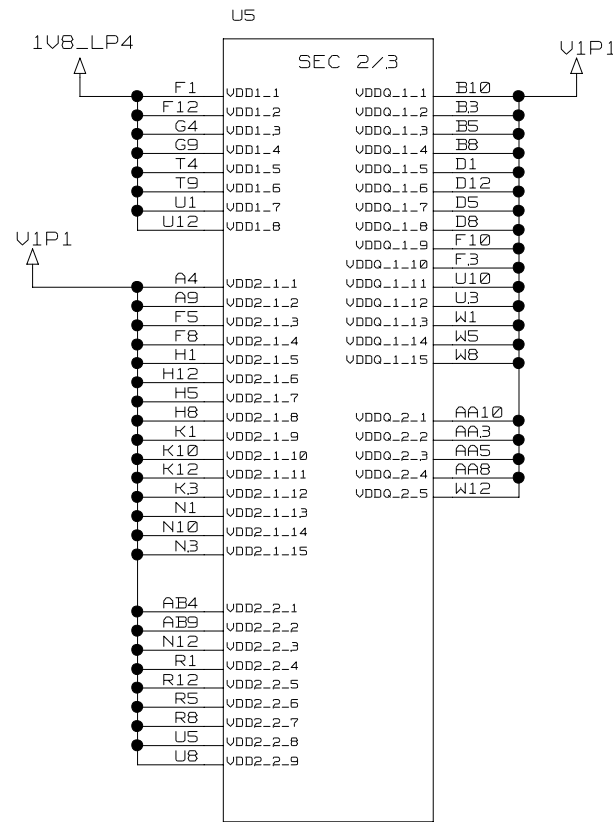 U5
SEC 2/3
1V8_LP4
V1P1
F1 VDD1_1 VDDQ_1_1 B10
F12 VDD1_2 VDDQ_1_2 B3
G4 VDD1_3 VDDQ_1_3 B5
G9 VDD1_4 VDDQ_1_4 B8
T4 VDD1_5 VDDQ_1_5 D1
T9 VDD1_6 VDDQ_1_6 D12
U1 VDD1_7 VDDQ_1_7 D5
U12 VDD1_8 VDDQ_1_8 D8
VDDQ_1_9 F10
VDDQ_1_10 F3
V1P1
A4 VDD2_1_1 VDDQ_1_11 U10
A9 VDD2_1_2 VDDQ_1_12 U3
F5 VDD2_1_3 VDDQ_1_13 W1
F8 VDD2_1_4 VDDQ_1_14 W5
H1 VDD2_1_5 VDDQ_1_15 W8
H12 VDD2_1_6
H5 VDD2_1_7
H8 VDD2_1_8 VDDQ_2_1 AA10
K1 VDD2_1_9 VDDQ_2_2 AA3
K10 VDD2_1_10 VDDQ_2_3 AA5
K12 VDD2_1_11 VDDQ_2_4 AA8
K3 VDD2_1_12 VDDQ_2_5 W12
N1 VDD2_1_13
N10 VDD2_1_14
N3 VDD2_1_15
AB4 VDD2_2_1
AB9 VDD2_2_2
N12 VDD2_2_3
R1 VDD2_2_4
R12 VDD2_2_5
R5 VDD2_2_6
R8 VDD2_2_7
U5 VDD2_2_8
U8 VDD2_2_9